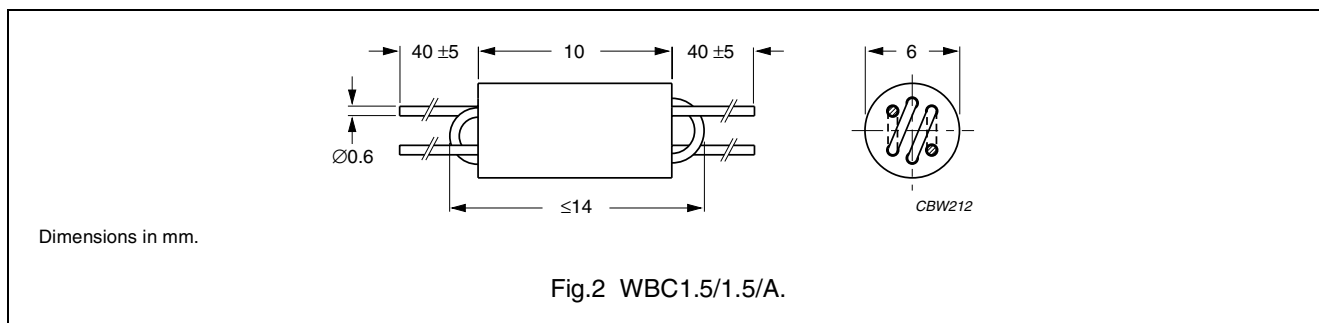 40 ±5 10 40 ±5 6
∅0.6
≤14
CBW212
Dimensions in mm.
Fig.2 WBC1.5/1.5/A.